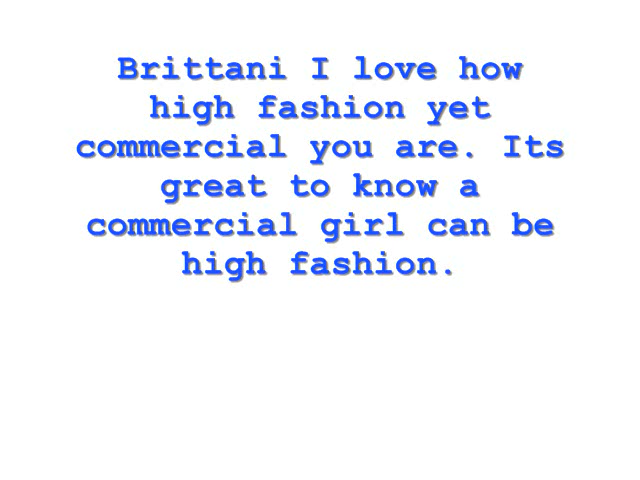 Brittani I love how
high fashion yet
commercial you are. Its
great to know a
commercial girl can be
high fashion.